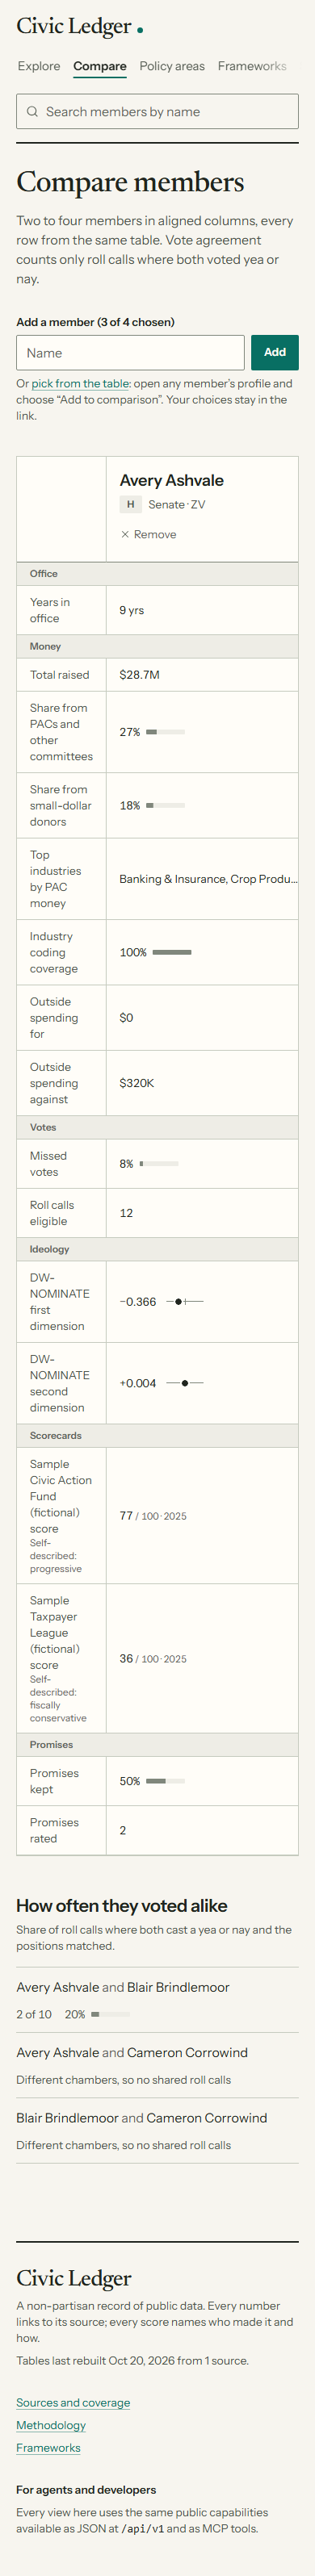 Civic Ledger
Explore Compare Policy areas Frameworks
Search members by name
Compare members
Two to four members in aligned columns, every
row from the same table. Vote agreement
counts only roll calls where both voted yea or
nay.
Add a member (3 of 4 chosen)
Name
Add
Or pick from the table: open any member's profile and
choose “Add to comparison”. Your choices stay in the
link.
Avery Ashvale
H Senate · ZV
× Remove
Office
Years in
office
9 yrs
Money
Total raised
$28.7M
Share from
PACs and
other
committees
27%
Share from
small-dollar
donors
18%
Top
industries
by PAC
money
Banking & Insurance, Crop Produ...
Industry
coding
coverage
100%
Outside
spending
for
$0
Outside
spending
against
$320K
Votes
Missed
votes
8%
Roll calls
eligible
12
Ideology
DW-
NOMINATE
first
dimension
−0.366
DW-
NOMINATE
second
dimension
+0.004
Scorecards
Sample
Civic Action
Fund
(fictional)
score
Self-
described:
progressive
77 / 100 · 2025
Sample
Taxpayer
League
(fictional)
score
Self-
described:
fiscally
conservative
36 / 100 · 2025
Promises
Promises
kept
50%
Promises
rated
2
How often they voted alike
Share of roll calls where both cast a yea or nay and the
positions matched.
Avery Ashvale and Blair Brindlemoor
2 of 10 20%
Avery Ashvale and Cameron Corrowind
Different chambers, so no shared roll calls
Blair Brindlemoor and Cameron Corrowind
Different chambers, so no shared roll calls
Civic Ledger
A non-partisan record of public data. Every number
links to its source; every score names who made it and
how.
Tables last rebuilt Oct 20, 2026 from 1 source.
Sources and coverage
Methodology
Frameworks
For agents and developers
Every view here uses the same public capabilities
available as JSON at /api/v1 and as MCP tools.